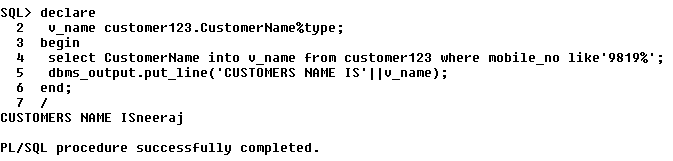 SQL> declare
  2   v_name customer123.CustomerName%type;
  3  begin
  4   select CustomerName into v_name from customer123 where mobile_no like'9819%';
  5   dbms_output.put_line('CUSTOMERS NAME IS'||v_name);
  6  end;
  7  /
CUSTOMERS NAME ISneeraj

PL/SQL procedure successfully completed.